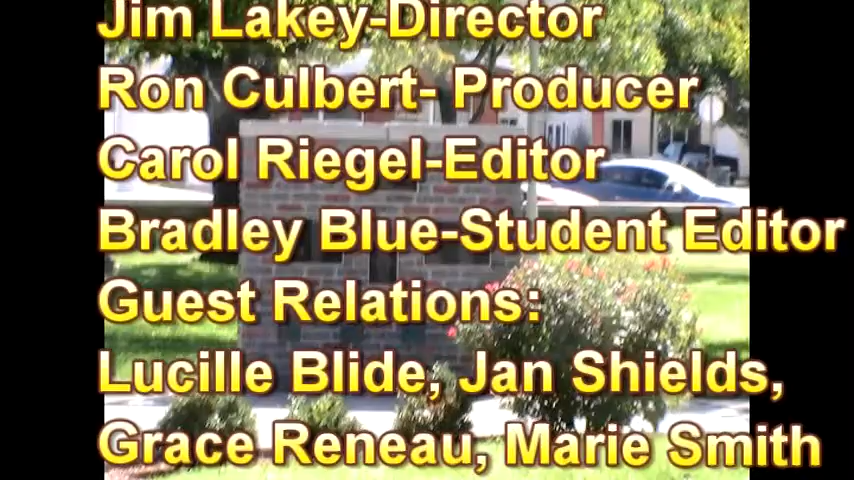 Jim Lakey-Director
Ron Culbert- Producer
Carol Riegel-Editor
Bradley Blue-Student Editor
Guest Relations:
Lucille Blide, Jan Shields,
Grace Reneau, Marie Smith